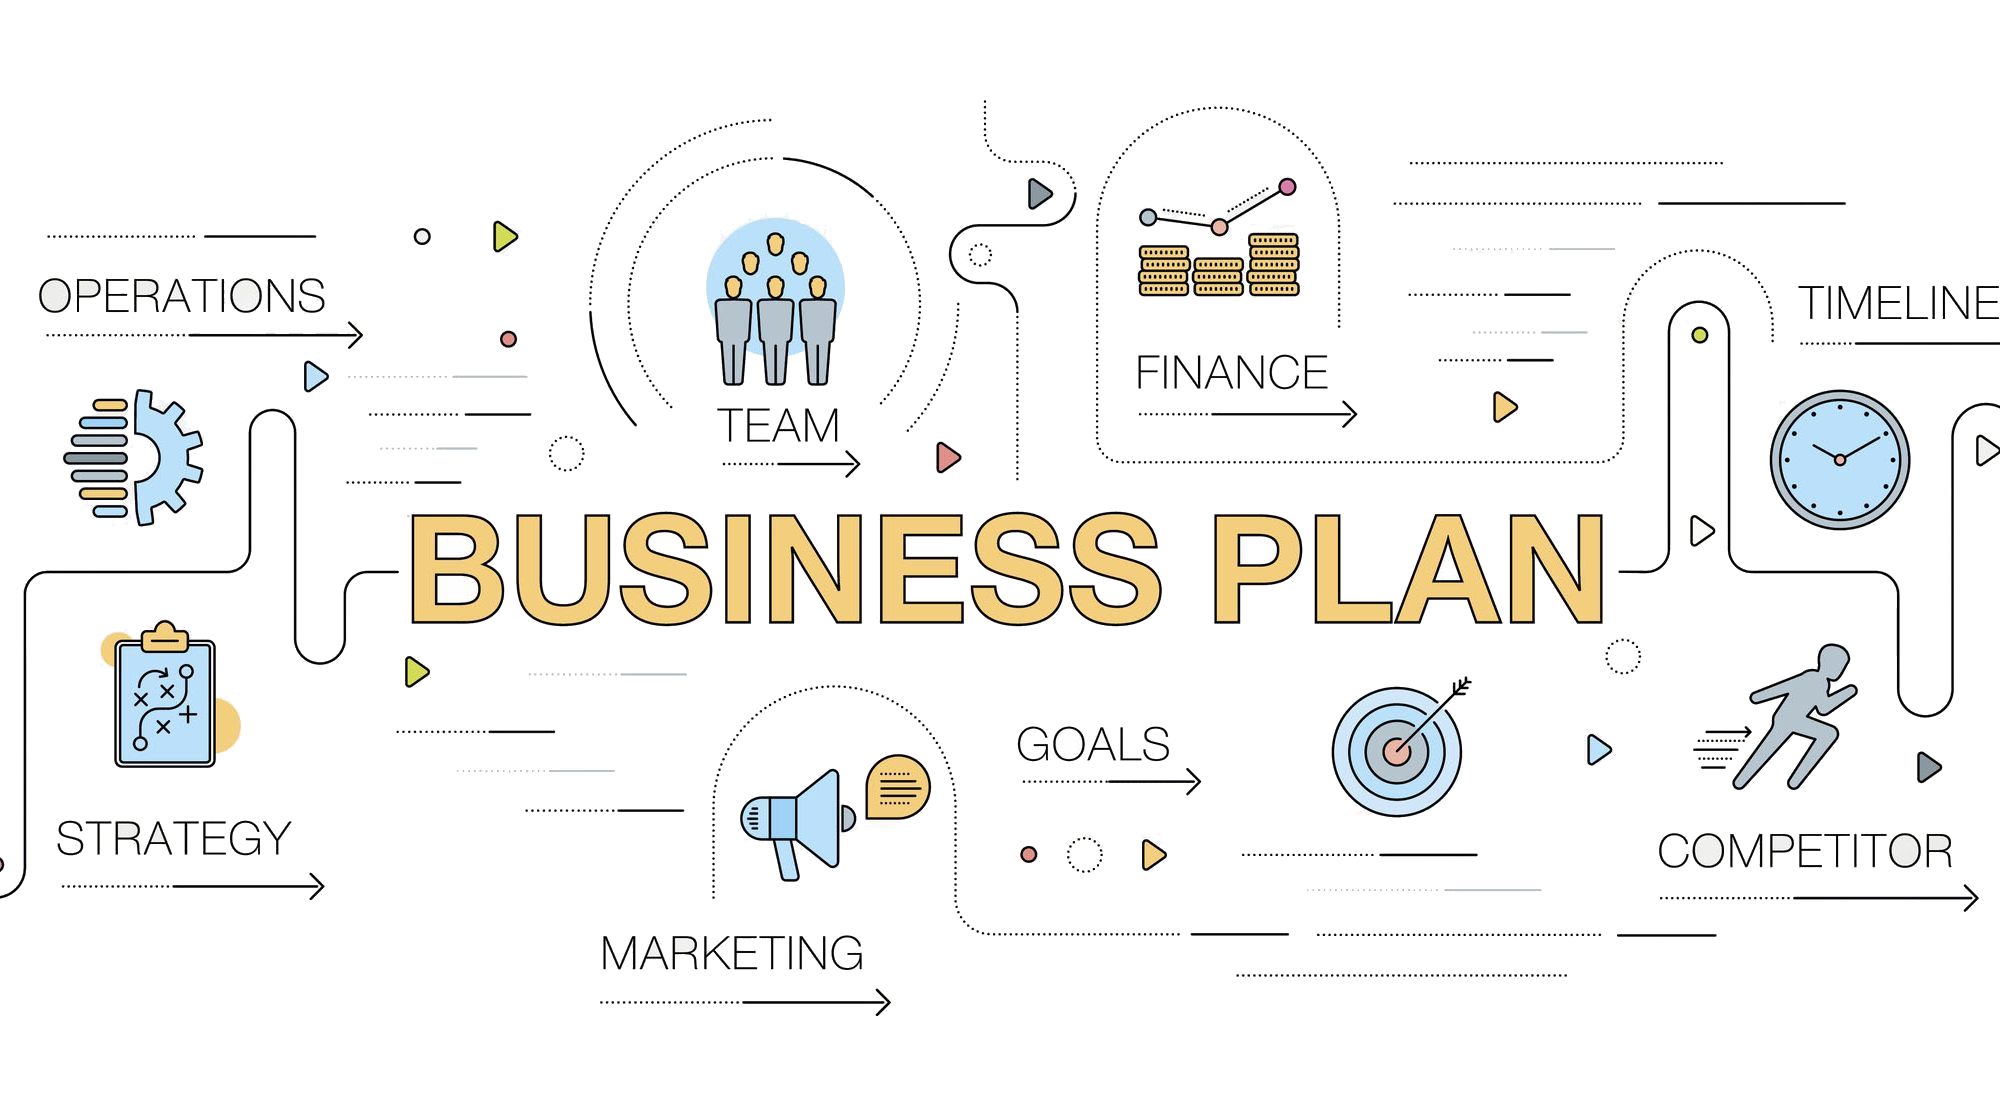 OPERATIONS
TEAM
FINANCE
TIMELINE
BUSINESS PLAN
STRATEGY
MARKETING
GOALS
COMPETITOR